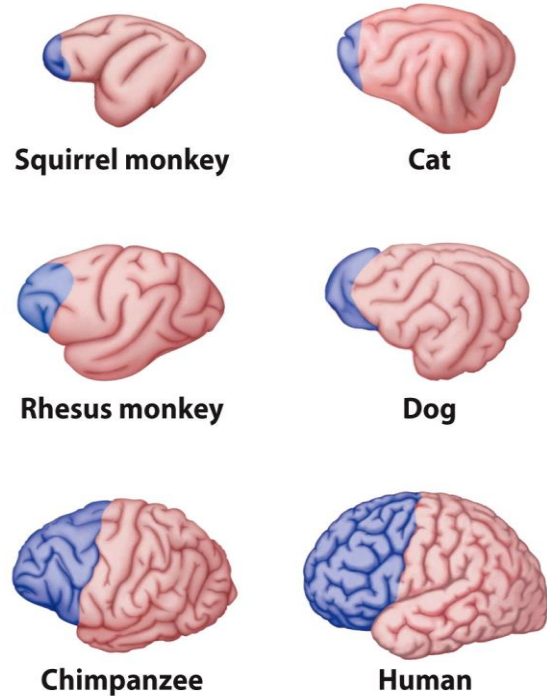 Squirrel monkey
Cat
Rhesus monkey
Dog
Chimpanzee
Human